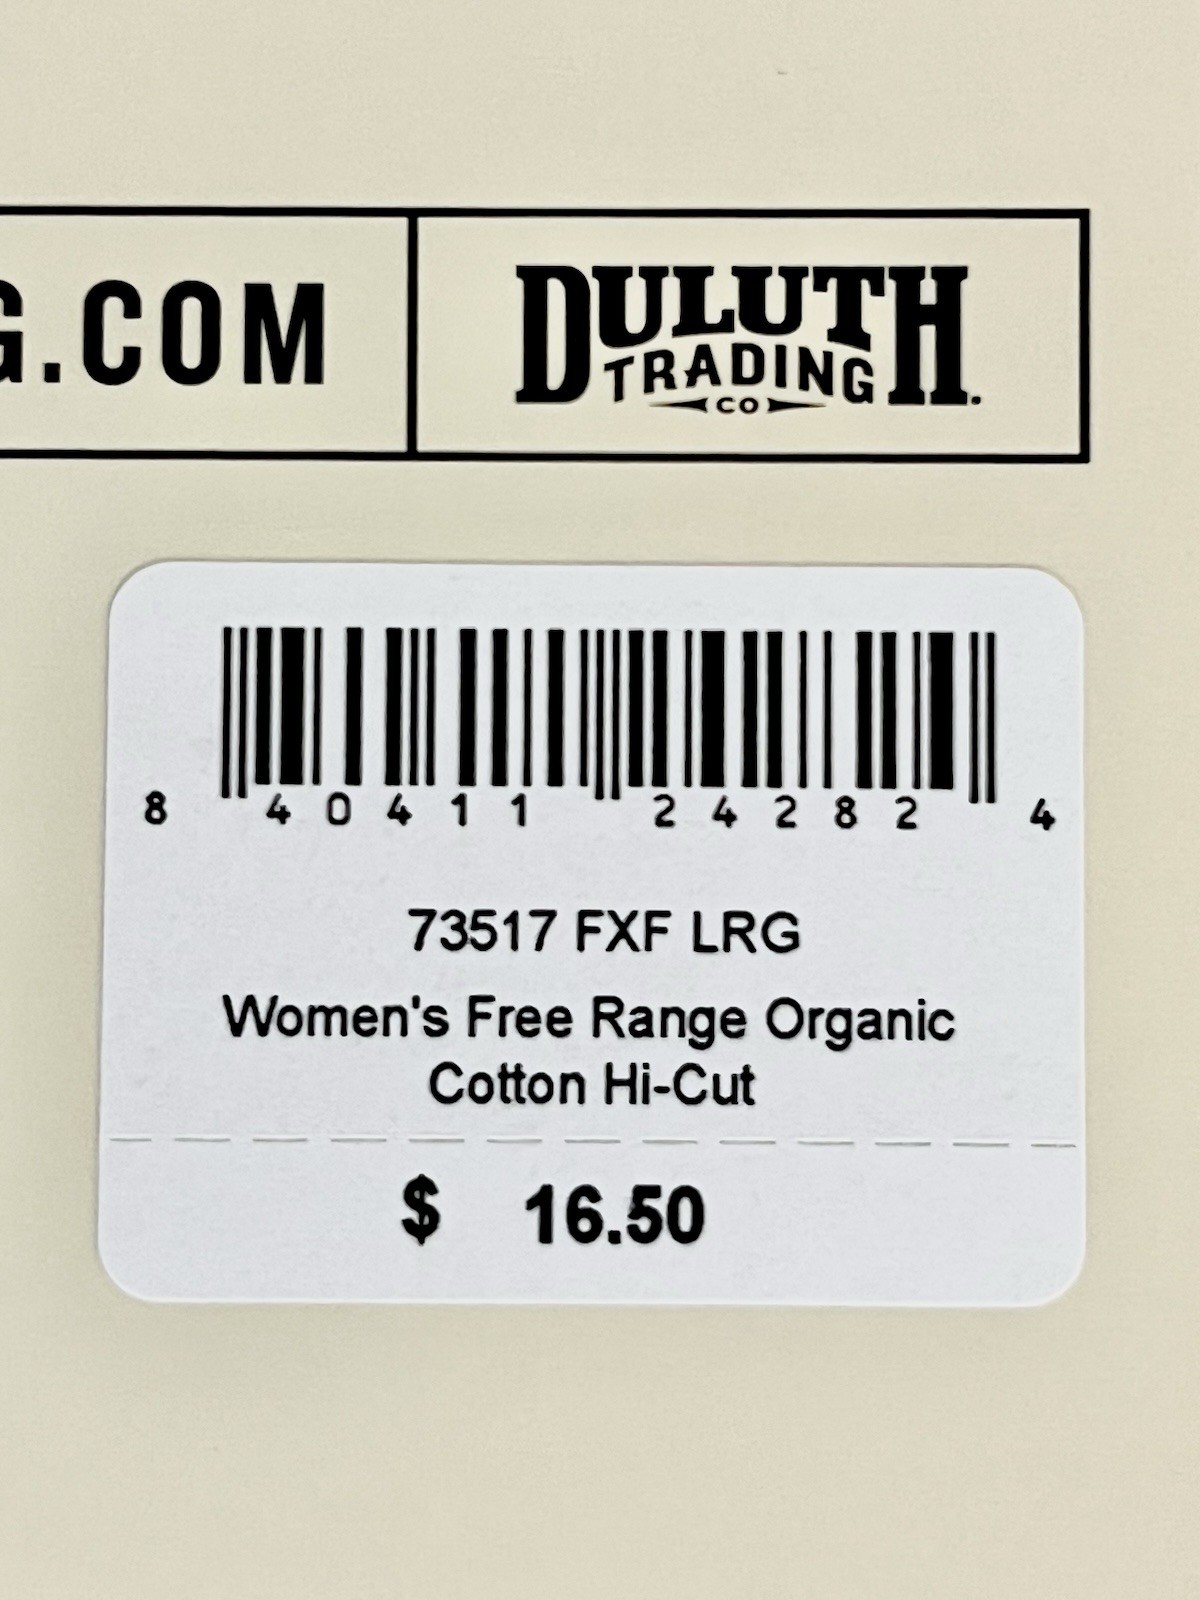 G.COM
DULUTH
TRADING
CO.
8 40411 24282 4
73517 FXF LRG
Women's Free Range Organic
Cotton Hi-Cut
$ 16.50